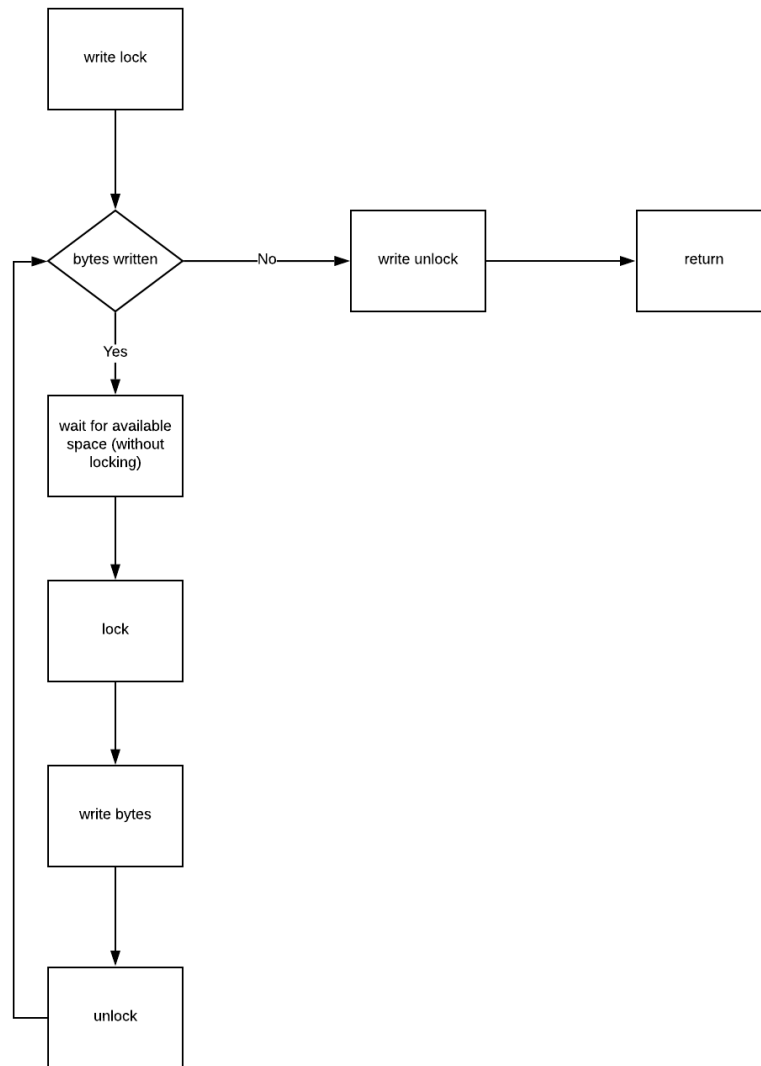 write lock
bytes written
No
write unlock
return
Yes
wait for available
space (without
locking)
lock
write bytes
unlock